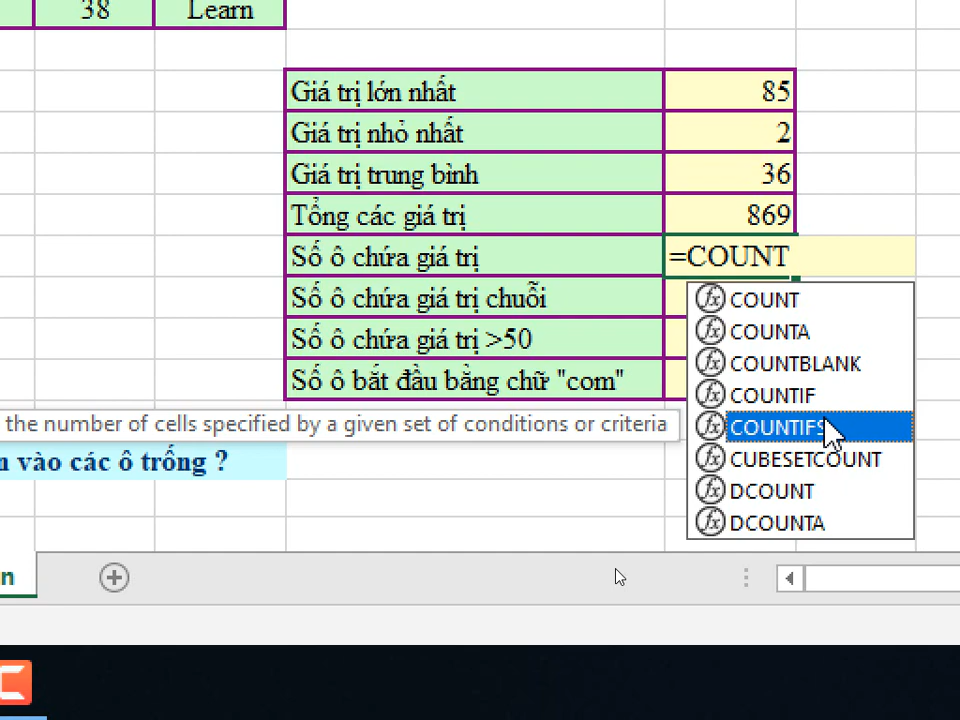 38 Learn
Giá trị lớn nhất 85
Giá trị nhỏ nhất 2
Giá trị trung bình 36
Tổng các giá trị 869
Số ô chứa giá trị =COUNT
Số ô chứa giá trị chuỗi
Số ô chứa giá trị >50
Số ô bắt đầu bằng chữ "com"
COUNT
COUNTA
COUNTBLANK
COUNTIF
COUNTIFS
CUBESETCOUNT
DCOUNT
DCOUNTA
the number of cells specified by a given set of conditions or criteria
vào các ô trống ?